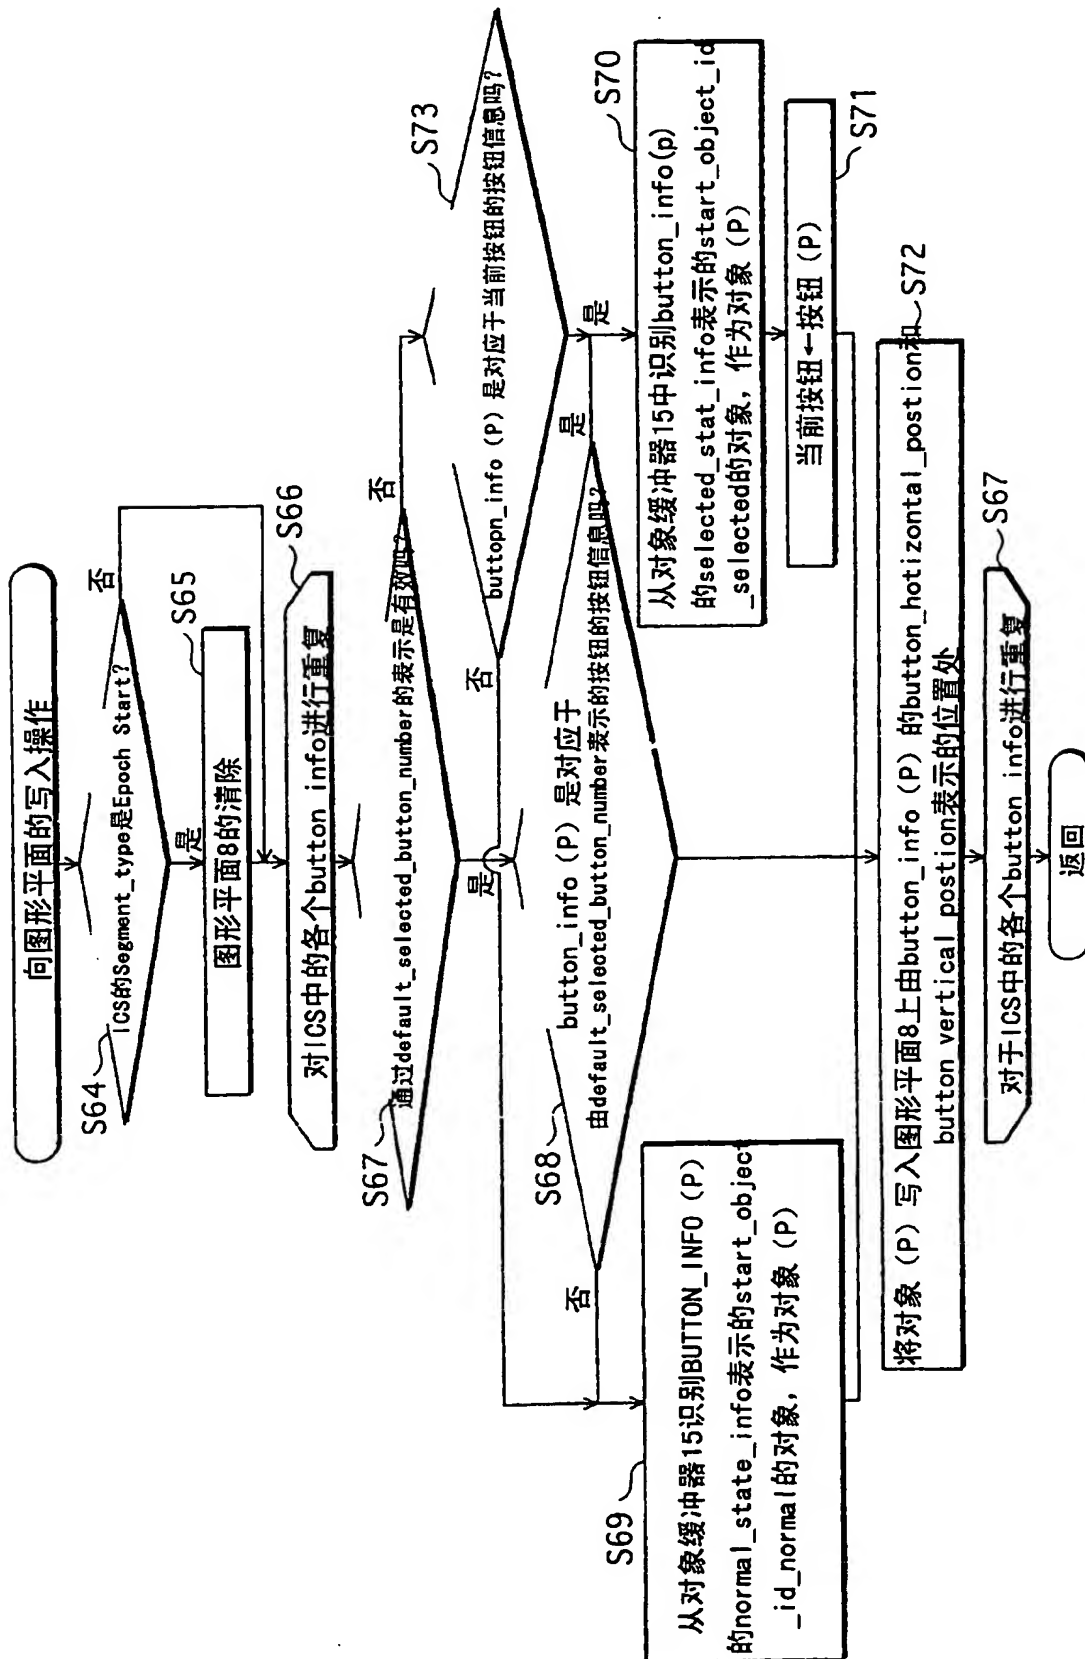 向图形平面的写入操作
S64
ICS的Segment_type是Epoch Start?
否
是
S65
图形平面8的清除
S66
对ICS中的各个button info进行重复
S67
通过default_selected_button_number的表示是有效吗?
否
是
S73
buttopn_info (P) 是对应于当前按钮的按钮信息吗?
否
是
S68
button_info (P) 是对应于
由default_selected_button_number表示的按钮的按钮信息吗?
否
是
S69
从对象缓冲器15识别BUTTON_INFO (P)
的normal_state_info表示的start_object
_id_normal的对象, 作为对象 (P)
S70
从对象缓冲器15中识别button_info(p)
的selected_stat_info表示的start_object_id
_selected的对象, 作为对象 (P)
S71
当前按钮←按钮 (P)
S72
将对象 (P) 写入图形平面8上由button_info (P) 的button_hotizontal_postion和
button vertical postion表示的位置处
S67
对于ICS中的各个button info进行重复
返回